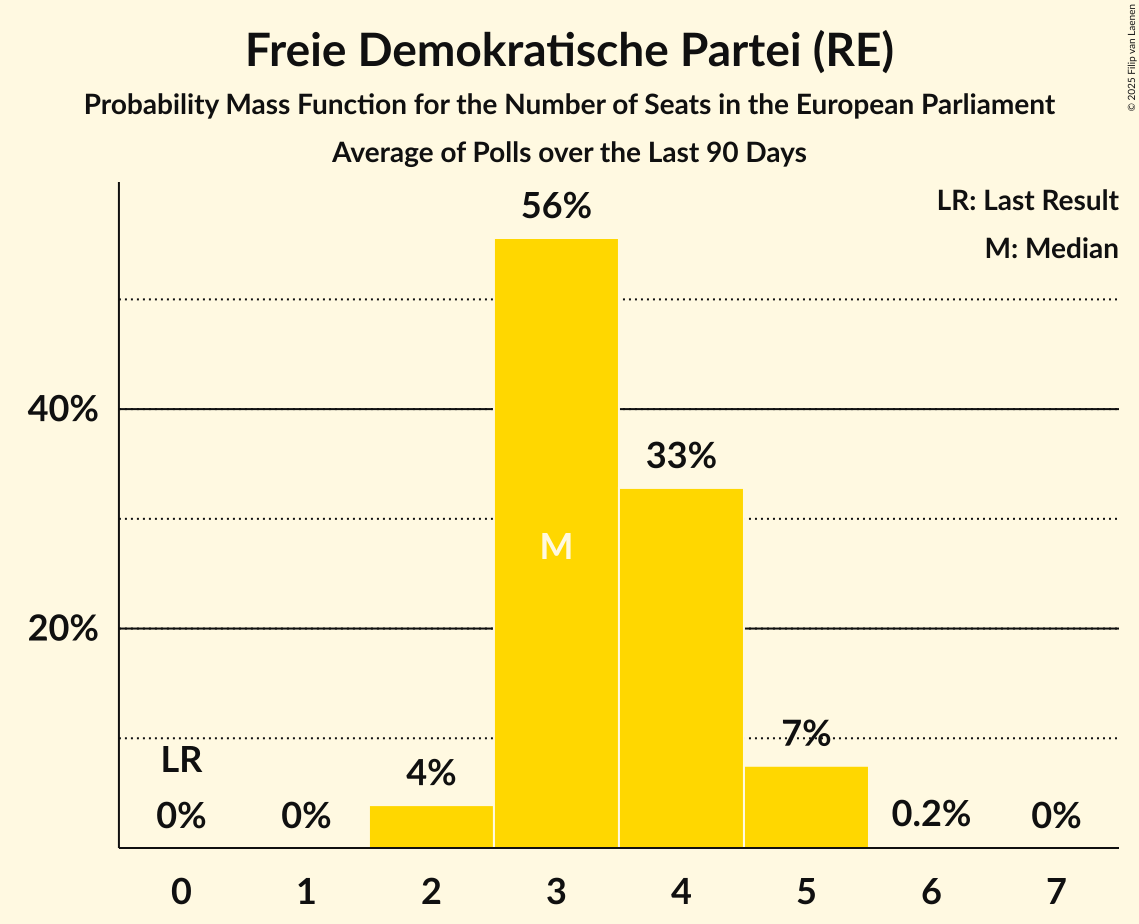 Freie Demokratische Partei (RE)
Probability Mass Function for the Number of Seats in the European Parliament
Average of Polls over the Last 90 Days
© 2025 Filip van Laenen
LR: Last Result
M: Median
56%
40%
33%
M
20%
7%
LR
4%
0%
0%
0.2%
0%
0 1 2 3 4 5 6 7